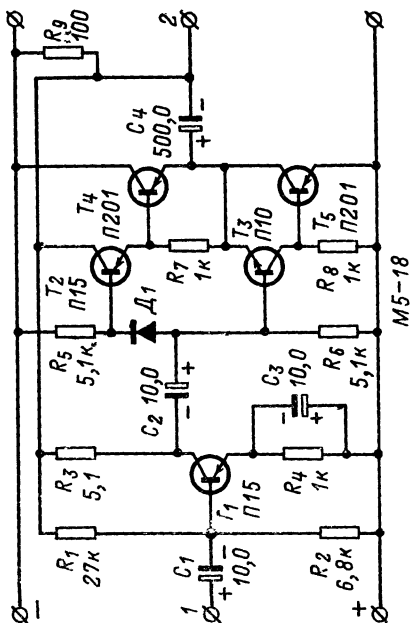 R9
100
2
C4
500,0
+
-
T4
П201
T2
П15
R7
1к
T3
П10
T5
П201
R8
1к
Д1
R5
5,1к
C2 10,0
-
+
R6
5,1к
R3
5,1
C3
10,0
-
+
R4
1к
П15
R1
27к
C1
10,0
+
-
R2
6,8к
1
-
+
М5-18